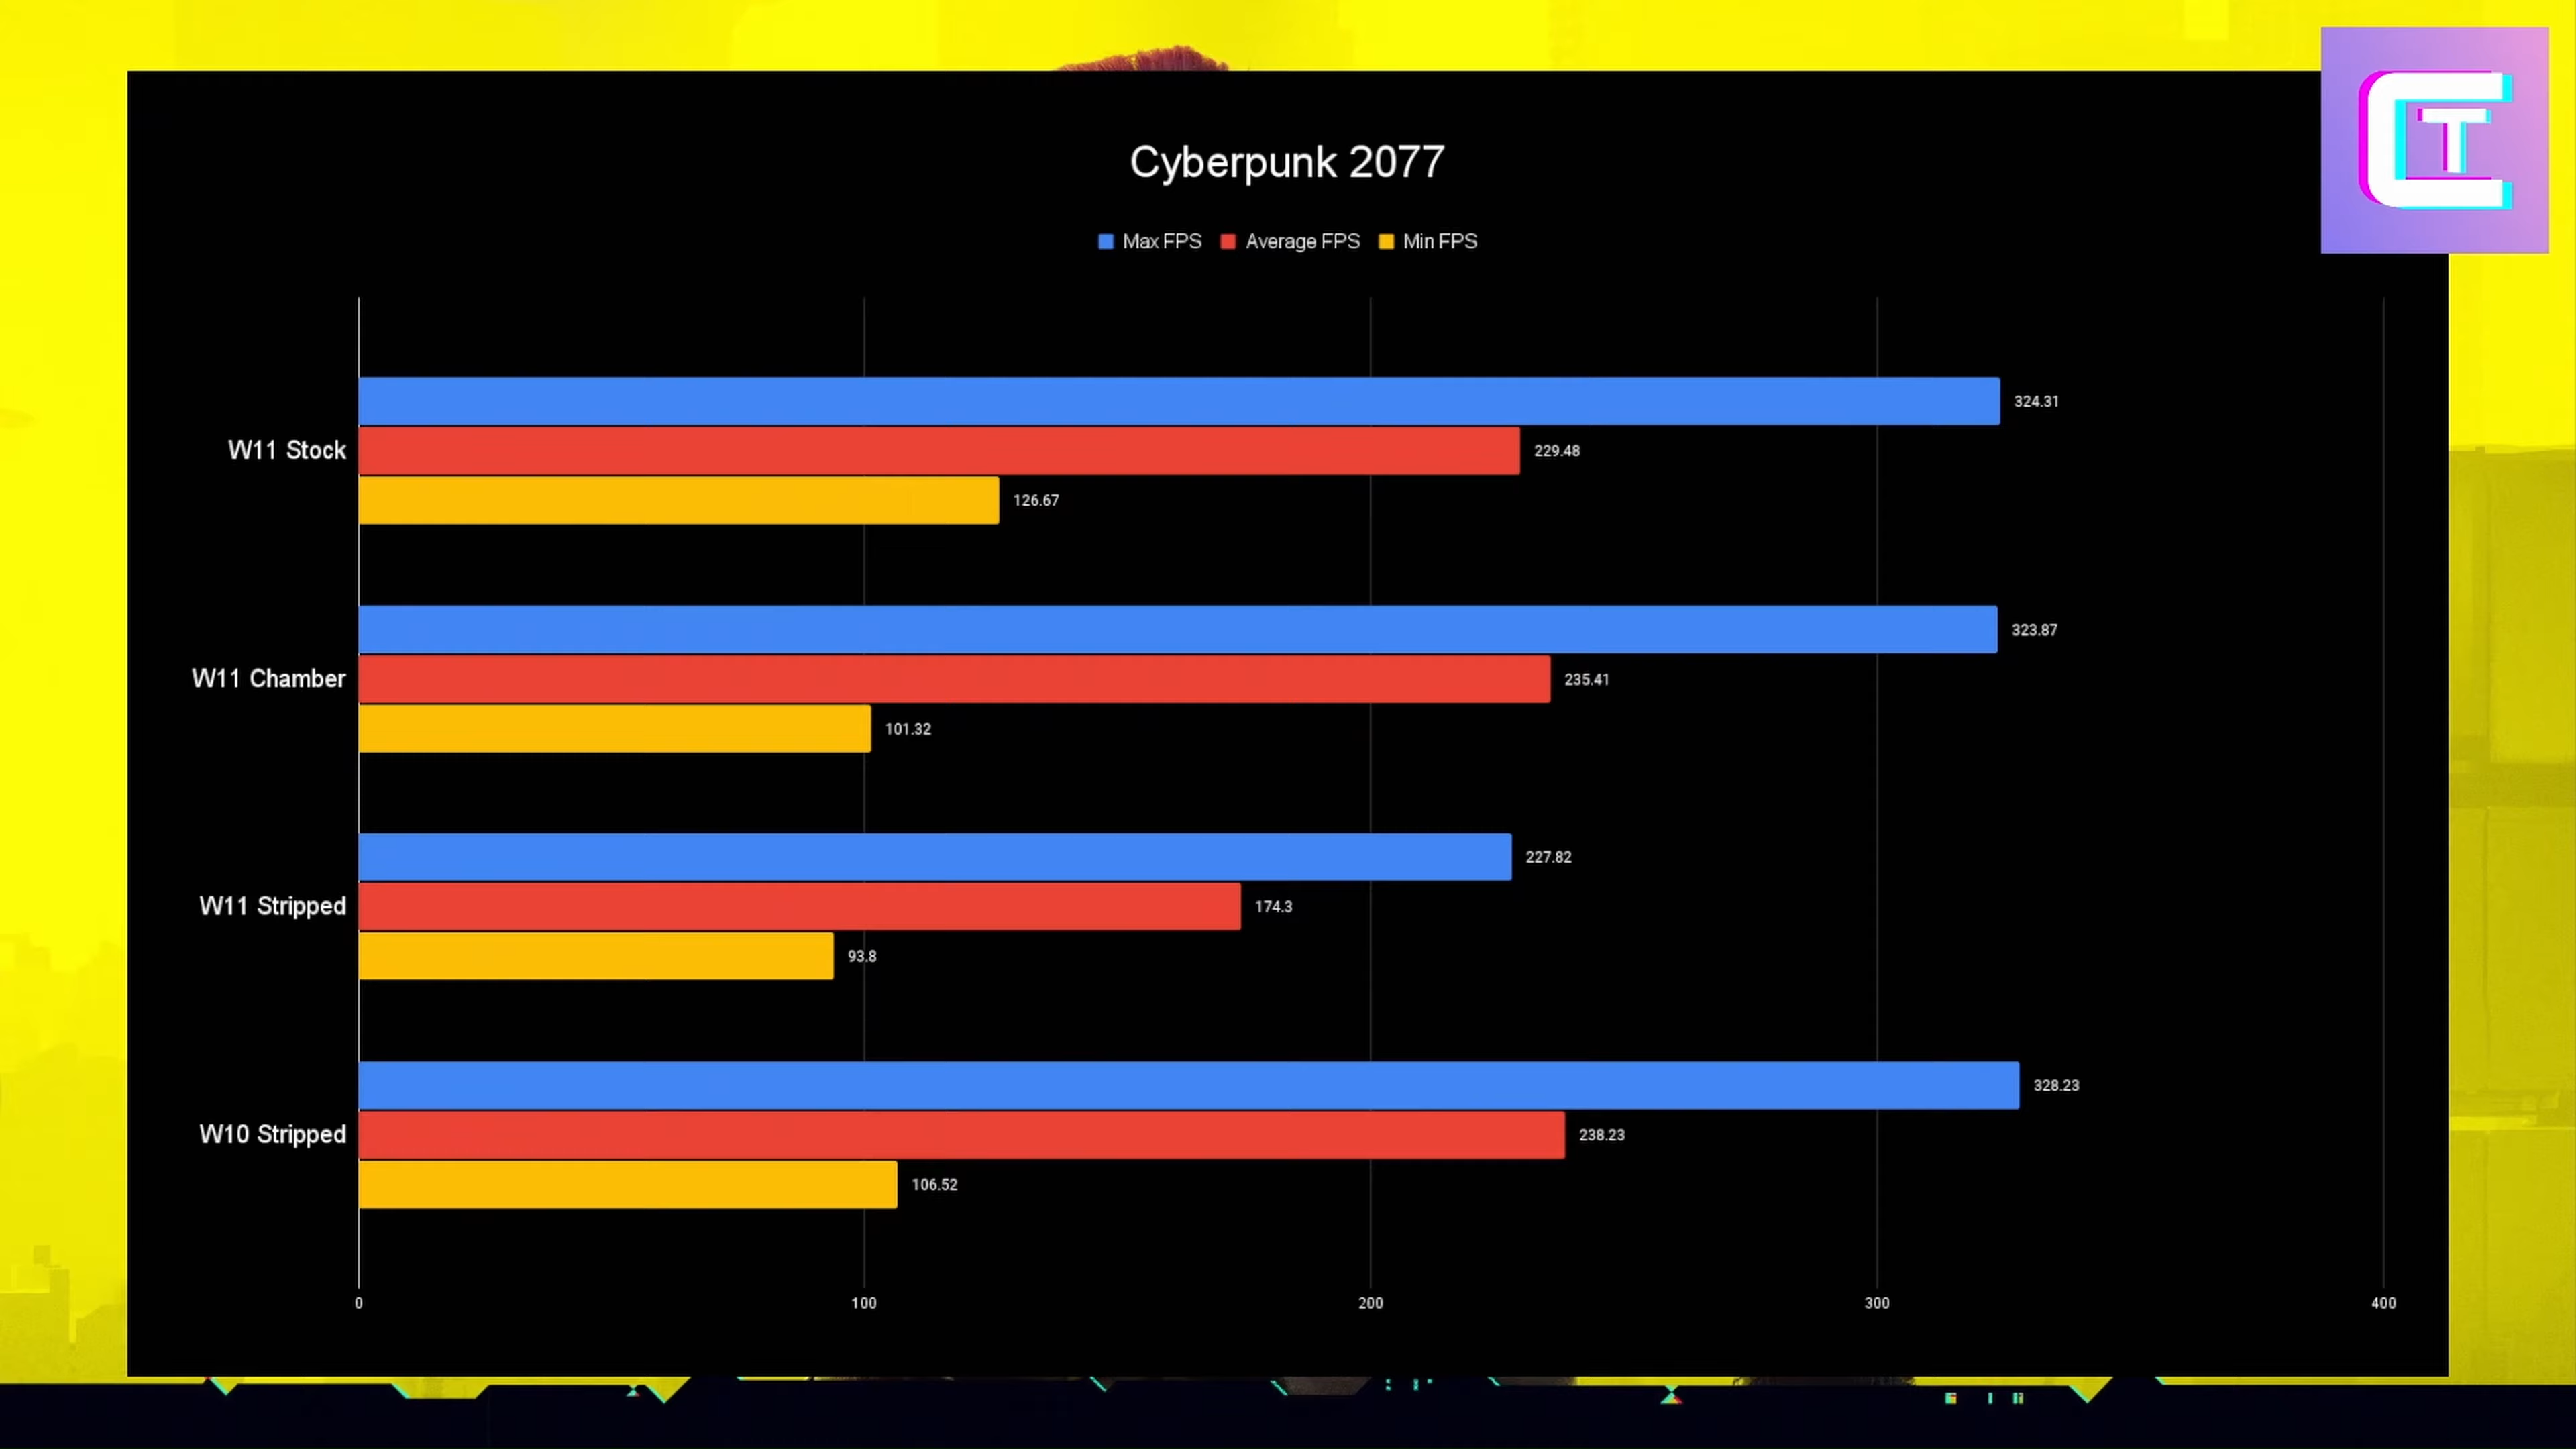 CT
Cyberpunk 2077
Max FPS Average FPS Min FPS
324.31
W11 Stock 229.48
126.67
323.87
W11 Chamber 235.41
101.32
227.82
W11 Stripped 174.3
93.8
328.23
W10 Stripped 238.23
106.52
0 100 200 300 400